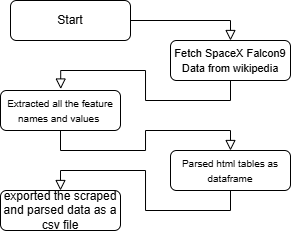 Start
Fetch SpaceX Falcon9
Data from wikipedia
Extracted all the feature
names and values
Parsed html tables as
dataframe
exported the scraped
and parsed data as a
csv file